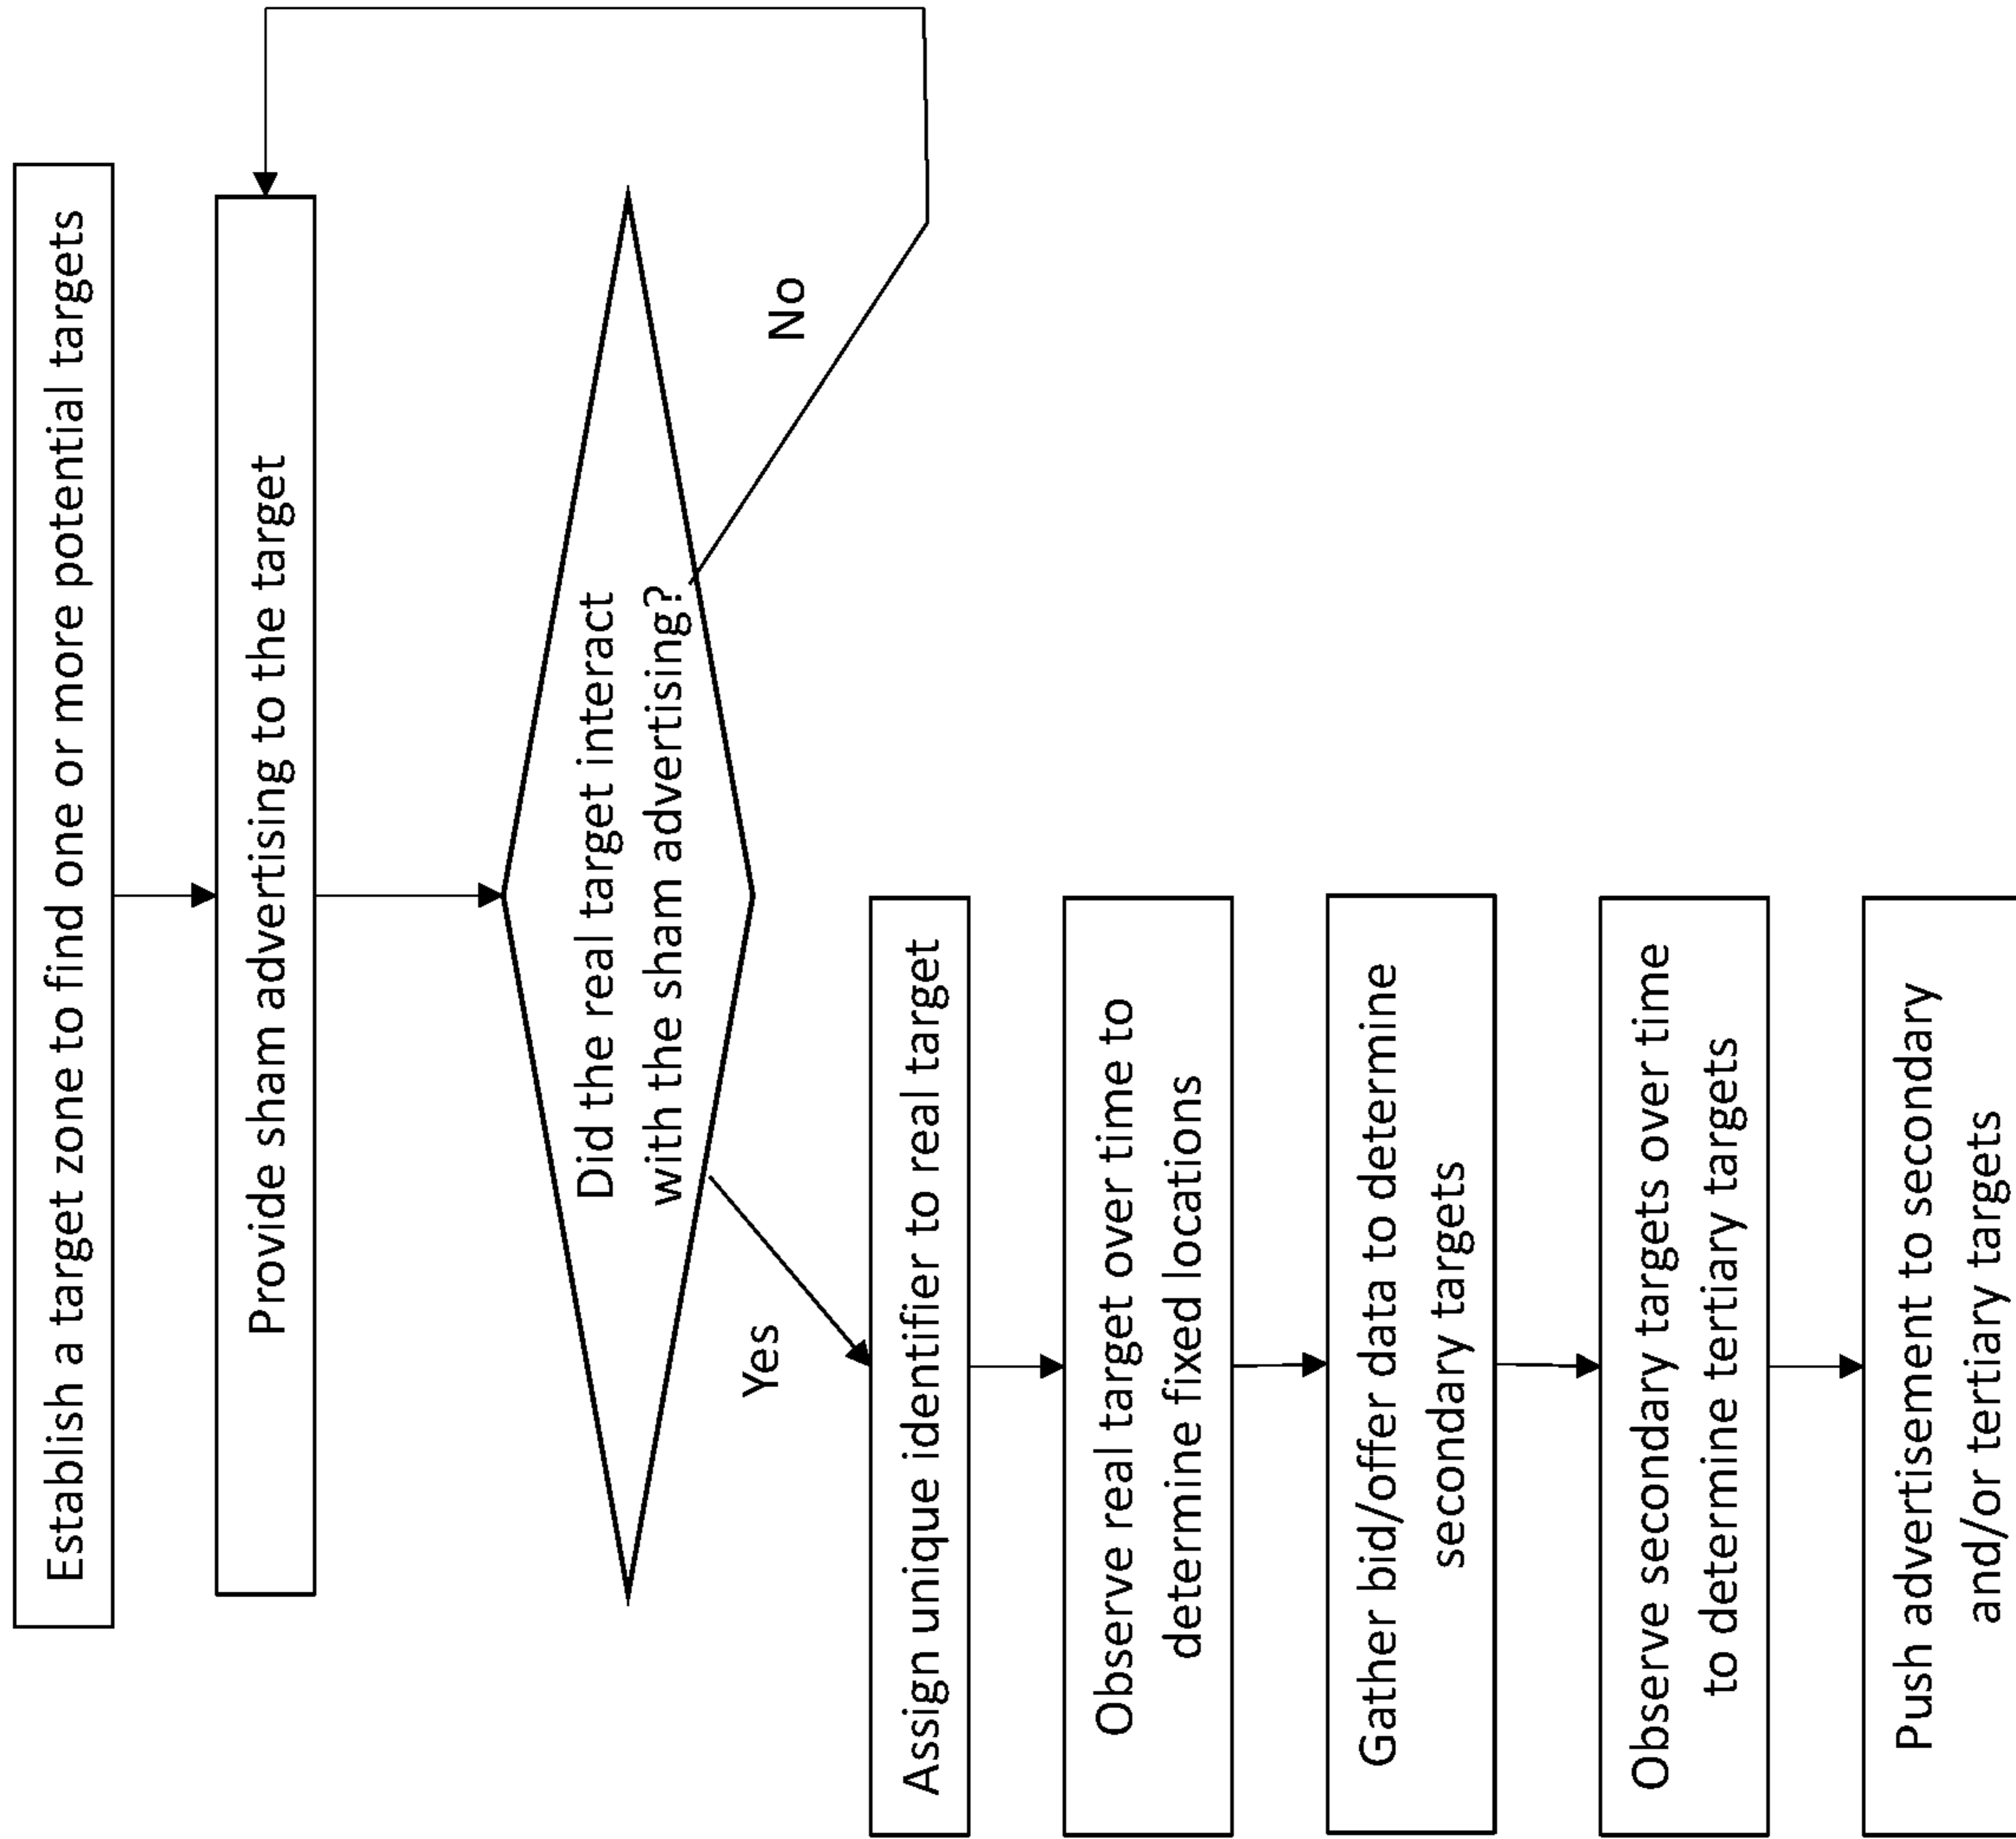 Establish a target zone to find one or more potential targets
Provide sham advertising to the target
Did the real target interact
with the sham advertising?
No
Yes
Assign unique identifier to real target
Observe real target over time to
determine fixed locations
Gather bid/offer data to determine
secondary targets
Observe secondary targets over time
to determine tertiary targets
Push advertisement to secondary
and/or tertiary targets